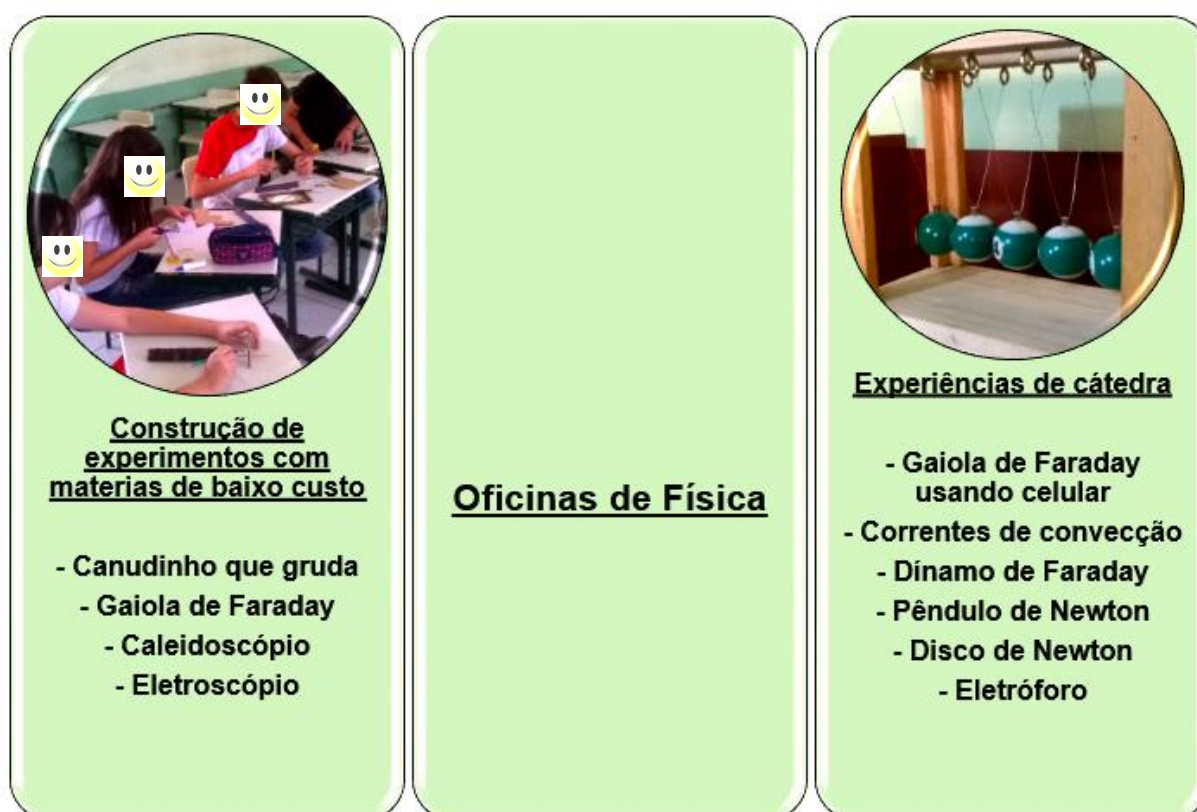 Construção de
experimentos com
materias de baixo custo
- Canudinho que gruda
- Gaiola de Faraday
- Caleidoscópio
- Eletroscópio
Oficinas de Física
Experiências de cátedra
- Gaiola de Faraday
usando celular
- Correntes de convecção
- Dínamo de Faraday
- Pêndulo de Newton
- Disco de Newton
- Eletróforo